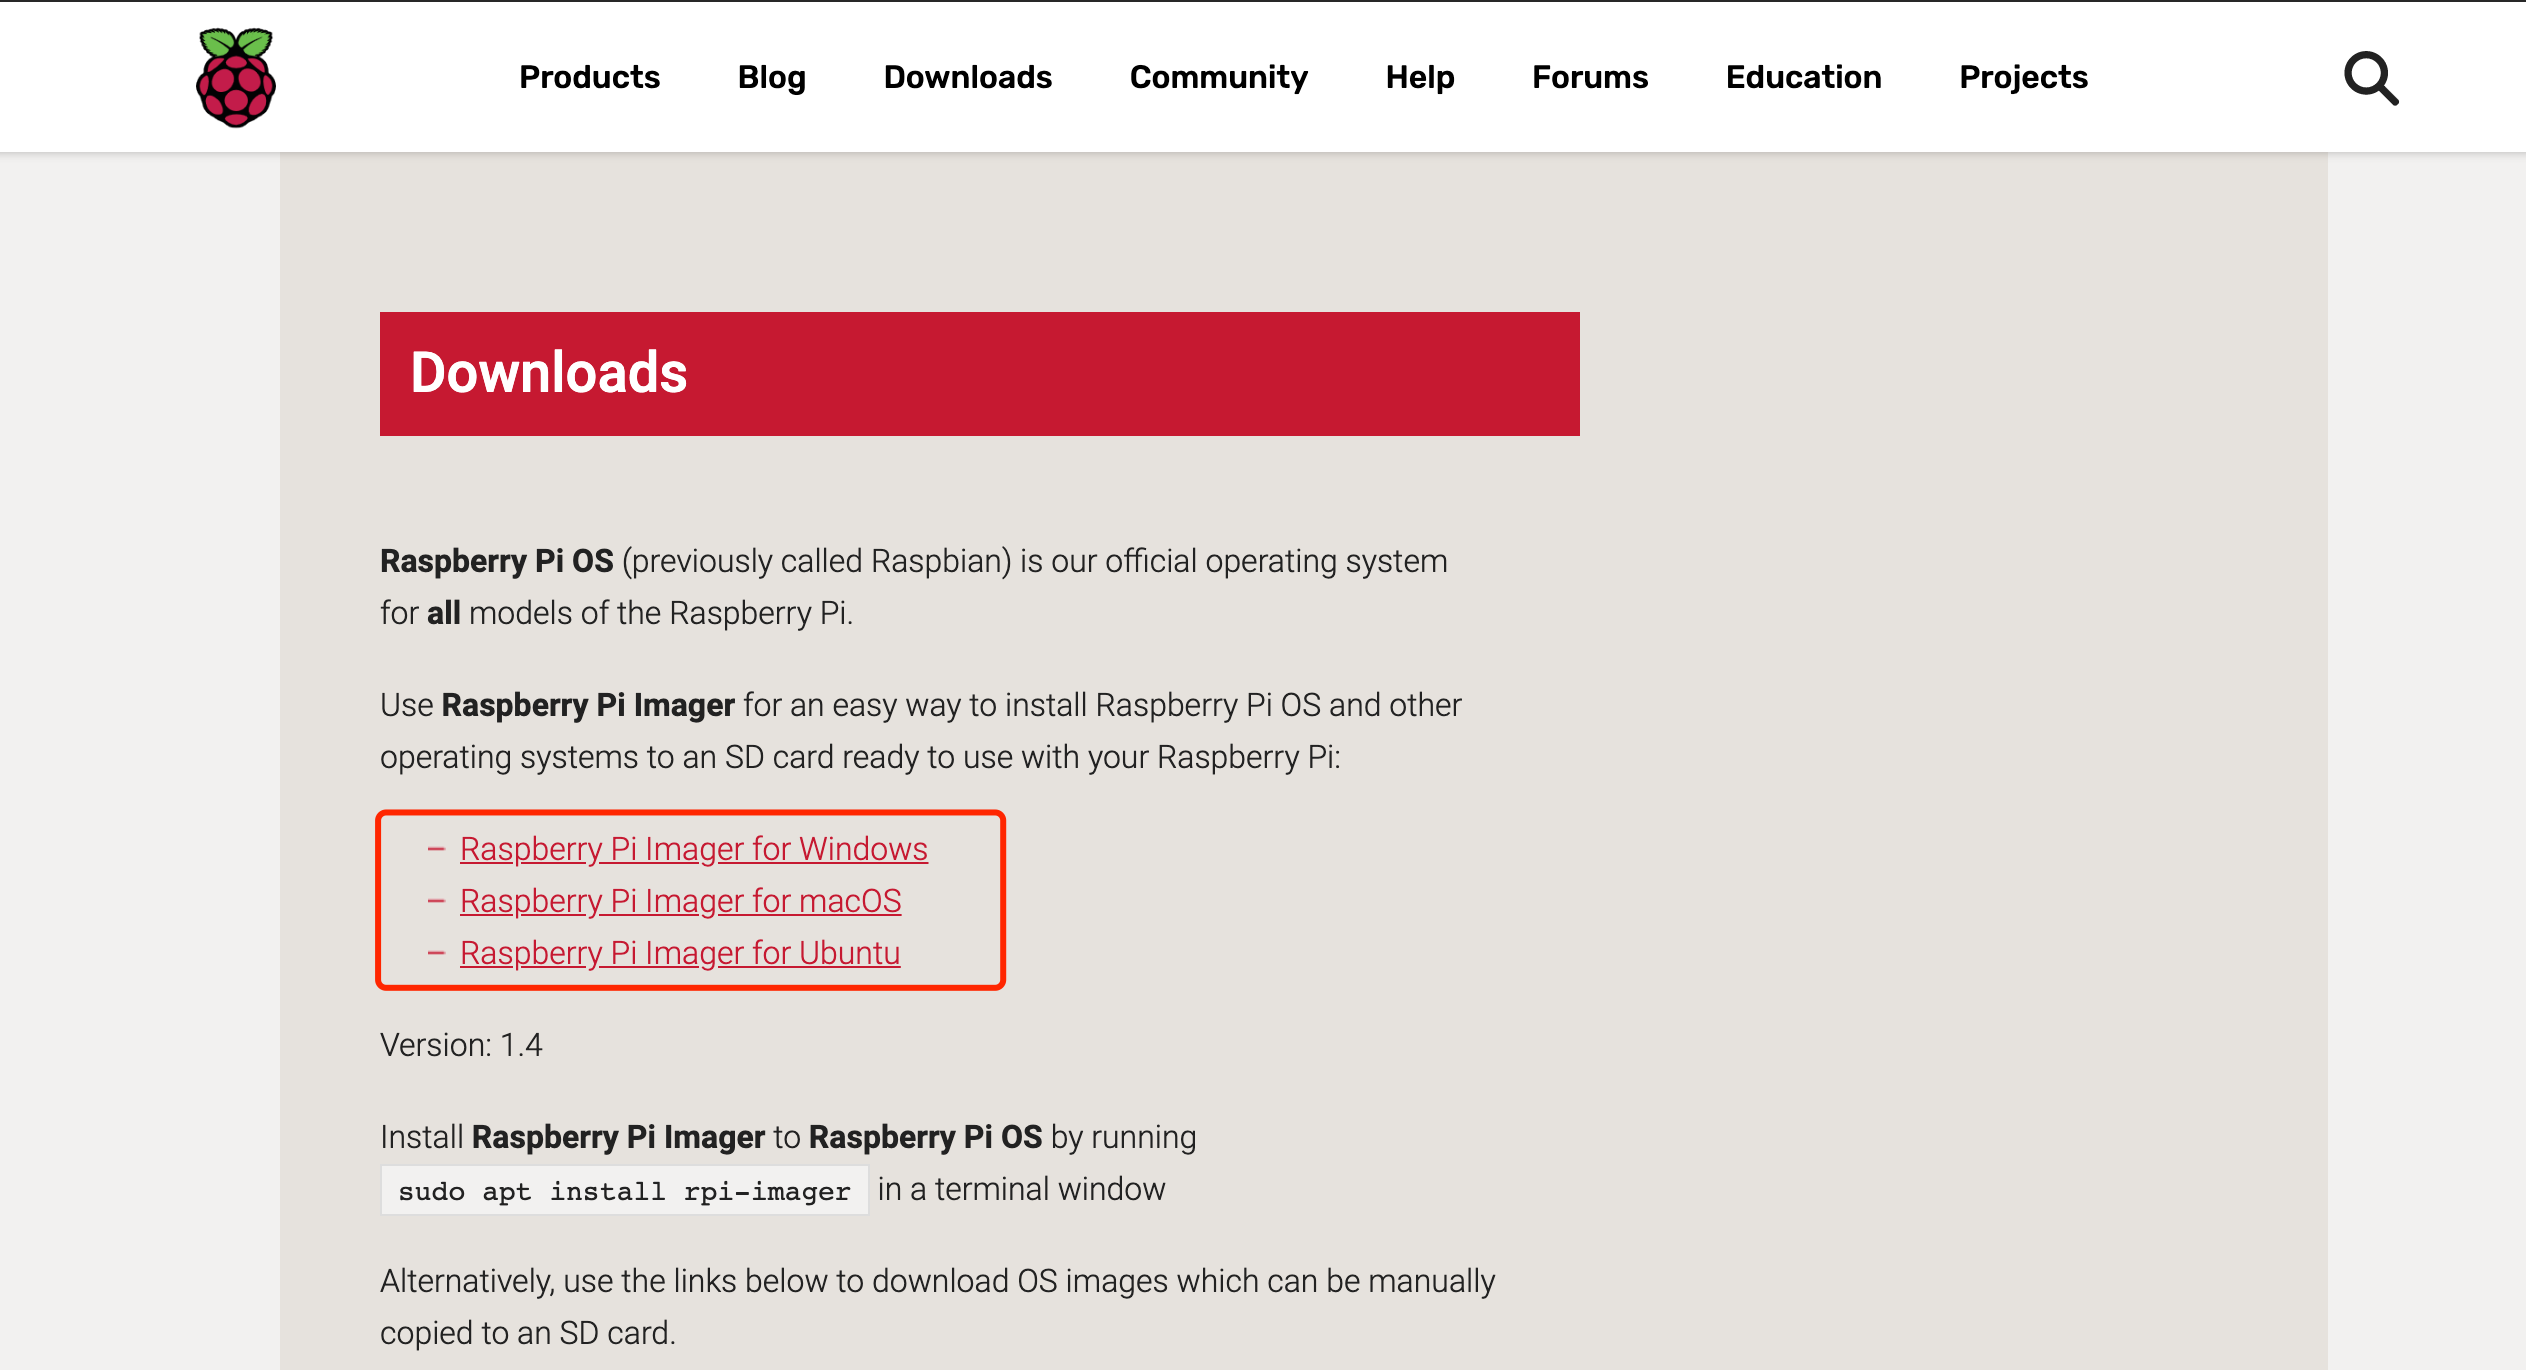 Products Blog Downloads Community Help Forums Education Projects
Downloads
Raspberry Pi OS (previously called Raspbian) is our official operating system
for all models of the Raspberry Pi.
Use Raspberry Pi Imager for an easy way to install Raspberry Pi OS and other
operating systems to an SD card ready to use with your Raspberry Pi:
– Raspberry Pi Imager for Windows
– Raspberry Pi Imager for macOS
– Raspberry Pi Imager for Ubuntu
Version: 1.4
Install Raspberry Pi Imager to Raspberry Pi OS by running
sudo apt install rpi-imager in a terminal window
Alternatively, use the links below to download OS images which can be manually
copied to an SD card.